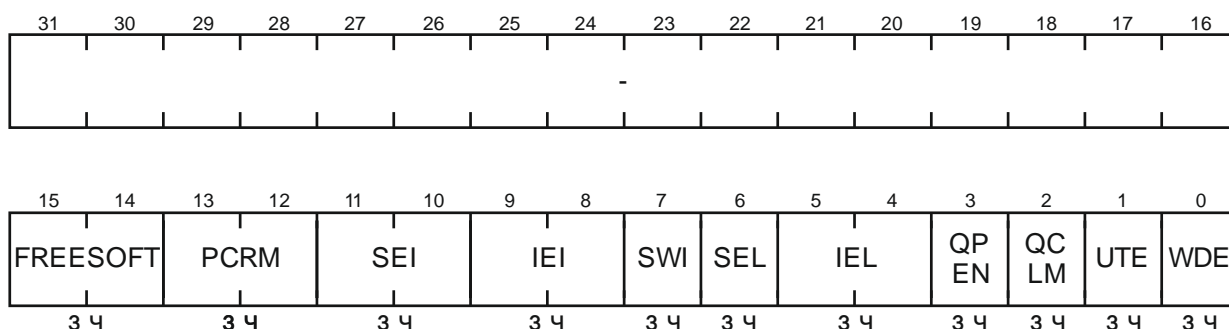 31 30 29 28 27 26 25 24 23 22 21 20 19 18 17 16
-
15 14 13 12 11 10 9 8 7 6 5 4 3 2 1 0
FREESOFT PCRM SEI IEI SWI SEL IEL QP EN QC LM UTE WDE
З Ч З Ч З Ч З Ч З Ч З Ч З Ч З Ч З Ч З Ч З Ч